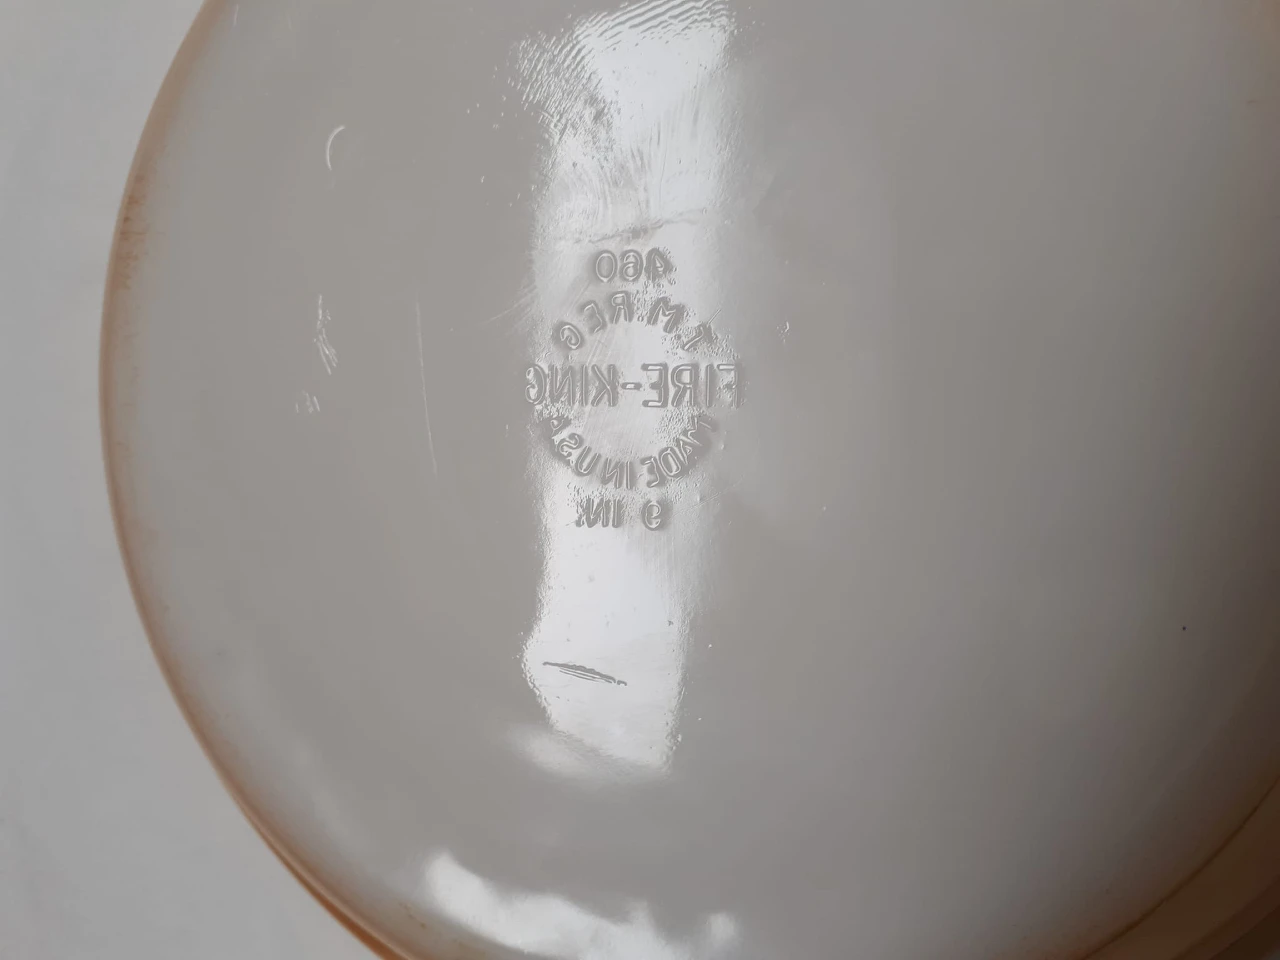 460
T.M.REG
FIRE-KING
MADE IN U.S.A
9 IN.